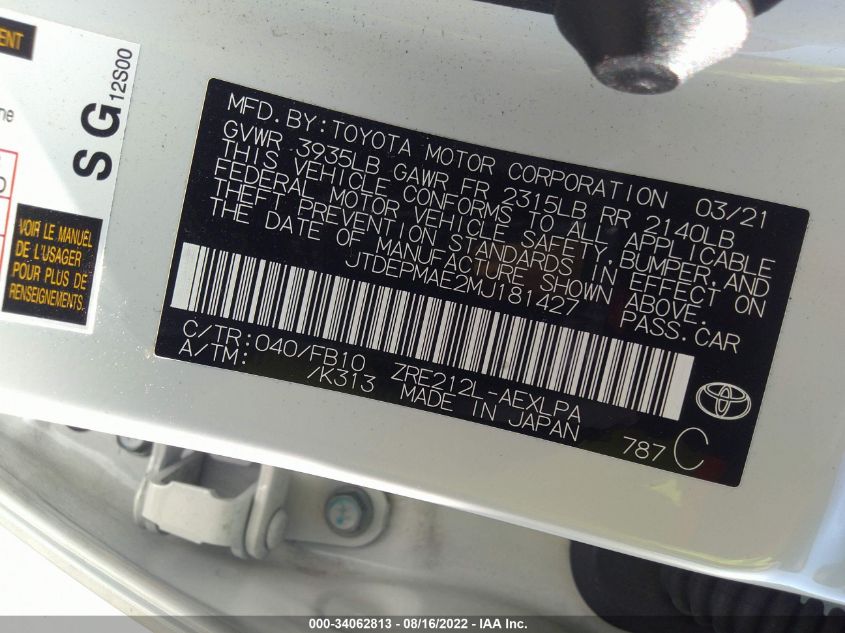 MENT
SG 12S00
ne
D
VOIR LE MANUEL
DE L'USAGER
POUR PLUS DE
RENSEIGNEMENTS.
MFD. BY: TOYOTA MOTOR CORPORATION 03/21
GVWR 3935LB GAWR FR 2315LB RR 2140LB
THIS VEHICLE CONFORMS TO ALL APPLICABLE
FEDERAL MOTOR VEHICLE SAFETY, BUMPER, AND
THEFT PREVENTION STANDARDS IN EFFECT ON
THE DATE OF MANUFACTURE SHOWN ABOVE.
JTDEPMAE2MJ181427 PASS. CAR
C/TR: 040/FB10 ZRE212L-AEXLPA
A/TM: /K313 MADE IN JAPAN 787 C
000-34062813 - 08/16/2022 - IAA Inc.